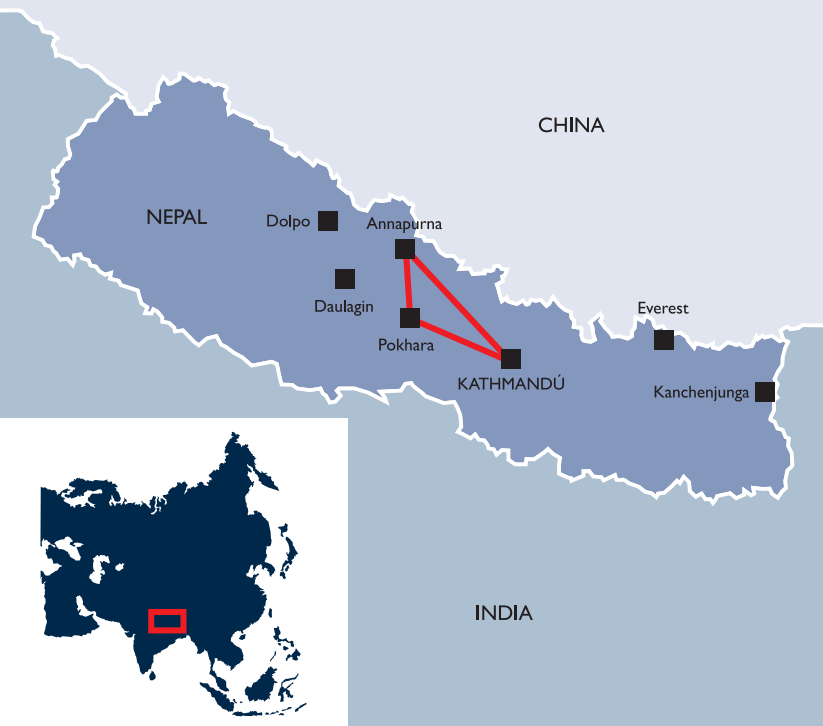 CHINA
NEPAL
Dolpo
Annapurna
Daulagin
Everest
Pokhara
KATHMANDÚ
Kanchenjunga
INDIA